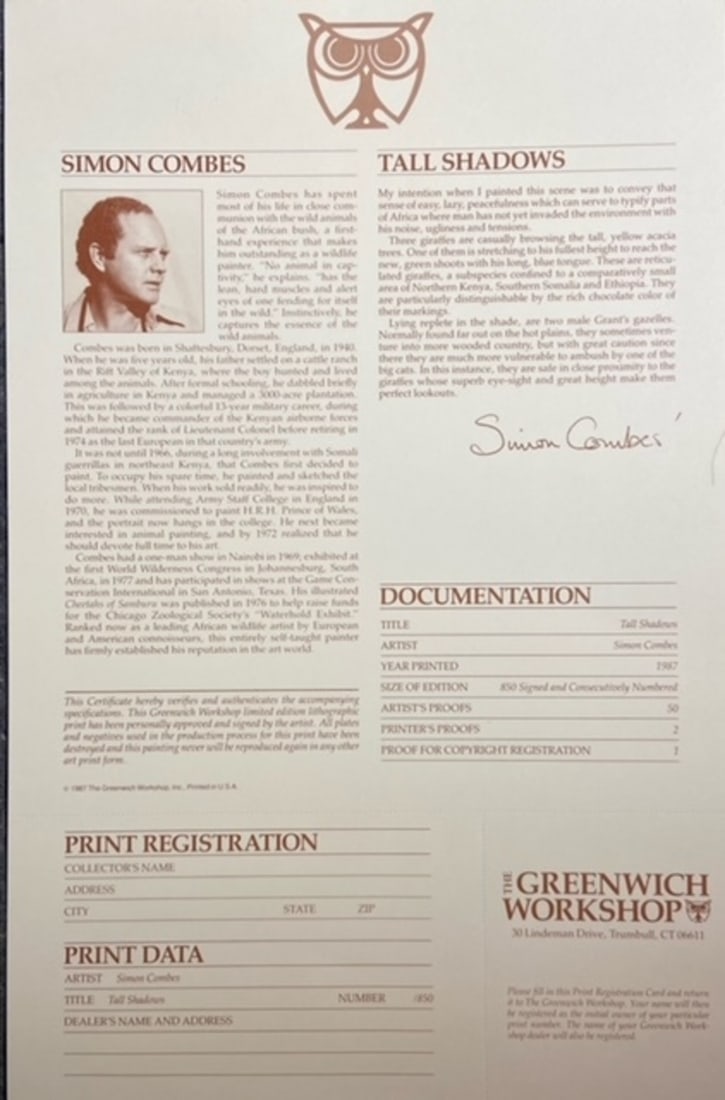 SIMON COMBES
Simon Combes has spent
most of his life in close com-
munion with the wild animals
of the African bush, a first-
hand experience that makes
him outstanding as a wildlife
painter. "No animal in cap-
tivity," he explains, "has the
lean, hard muscles and alert
eyes of one fending for itself
in the wild." Instinctively, he
captures the essence of the
wild animals.
Combes was born in Shaftesbury, Dorset, England, in 1940.
When he was five years old, his father settled on a cattle ranch
in the Rift Valley of Kenya, where the boy hunted and lived
among the animals. After formal schooling, he dabbled briefly
in agriculture in Kenya and managed a 3000-acre plantation.
This was followed by a colorful 13-year military career, during
which he became commander of the Kenyan airborne forces
and attained the rank of Lieutenant Colonel before retiring in
1974 as the last European in that country's army.
It was not until 1966, during a long involvement with Somali
guerrillas in northeast Kenya, that Combes first decided to
paint. To occupy his spare time, he painted and sketched the
local tribesmen. When his work sold readily, he was inspired to
do more. While attending Army Staff College in England in
1970, he was commissioned to paint H.R.H. Prince of Wales,
and the portrait now hangs in the college. He next became
interested in animal painting, and by 1972 realized that he
should devote full time to his art.
Combes had a one-man show in Nairobi in 1969, exhibited at
the first World Wilderness Congress in Johannesburg, South
Africa, in 1977 and has participated in shows at the Game Con-
servation International in San Antonio, Texas. His illustrated
Cheetahs of Samburu was published in 1976 to help raise funds
for the Chicago Zoological Society's "Waterhold Exhibit."
Ranked now as a leading African wildlife artist by European
and American connoisseurs, this entirely self-taught painter
has firmly established his reputation in the art world.
This Certificate hereby verifies and authenticates the accompanying
specifications. This Greenwich Workshop limited edition lithographic
print has been personally approved and signed by the artist. All plates
and negatives used in the production process for this print have been
destroyed and this painting never will be reproduced again in any other
art print form.
© 1987 The Greenwich Workshop, Inc., Printed in U.S.A.
TALL SHADOWS
My intention when I painted this scene was to convey that
sense of easy, lazy, peacefulness which can serve to typify parts
of Africa where man has not yet invaded the environment with
his noise, ugliness and tensions.
Three giraffes are casually browsing the tall, yellow acacia
trees. One of them is stretching to his fullest height to reach the
new, green shoots with his long, blue tongue. These are reticu-
lated giraffes, a subspecies confined to a comparatively small
area of Northern Kenya, Southern Somalia and Ethiopia. They
are particularly distinguishable by the rich chocolate color of
their markings.
Lying replete in the shade, are two male Grant's gazelles.
Normally found far out on the hot plains, they sometimes ven-
ture into more wooded country, but with great caution since
there they are much more vulnerable to ambush by one of the
big cats. In this instance, they are safe in close proximity to the
giraffes whose superb eye-sight and great height make them
perfect lookouts.
Simon Combes
DOCUMENTATION
TITLE Tall Shadows
ARTIST Simon Combes
YEAR PRINTED 1987
SIZE OF EDITION 850 Signed and Consecutively Numbered
ARTIST'S PROOFS 50
PRINTER'S PROOFS 2
PROOF FOR COPYRIGHT REGISTRATION 1
PRINT REGISTRATION
COLLECTOR'S NAME
ADDRESS
CITY STATE ZIP
PRINT DATA
ARTIST Simon Combes
TITLE Tall Shadows NUMBER /850
DEALER'S NAME AND ADDRESS
THE GREENWICH
WORKSHOP
30 Lindeman Drive, Trumbull, CT 06611
Please fill in this Print Registration Card and return
it to The Greenwich Workshop. Your name will then
be registered as the initial owner of your particular
print number. The name of your Greenwich Work-
shop dealer will also be registered.